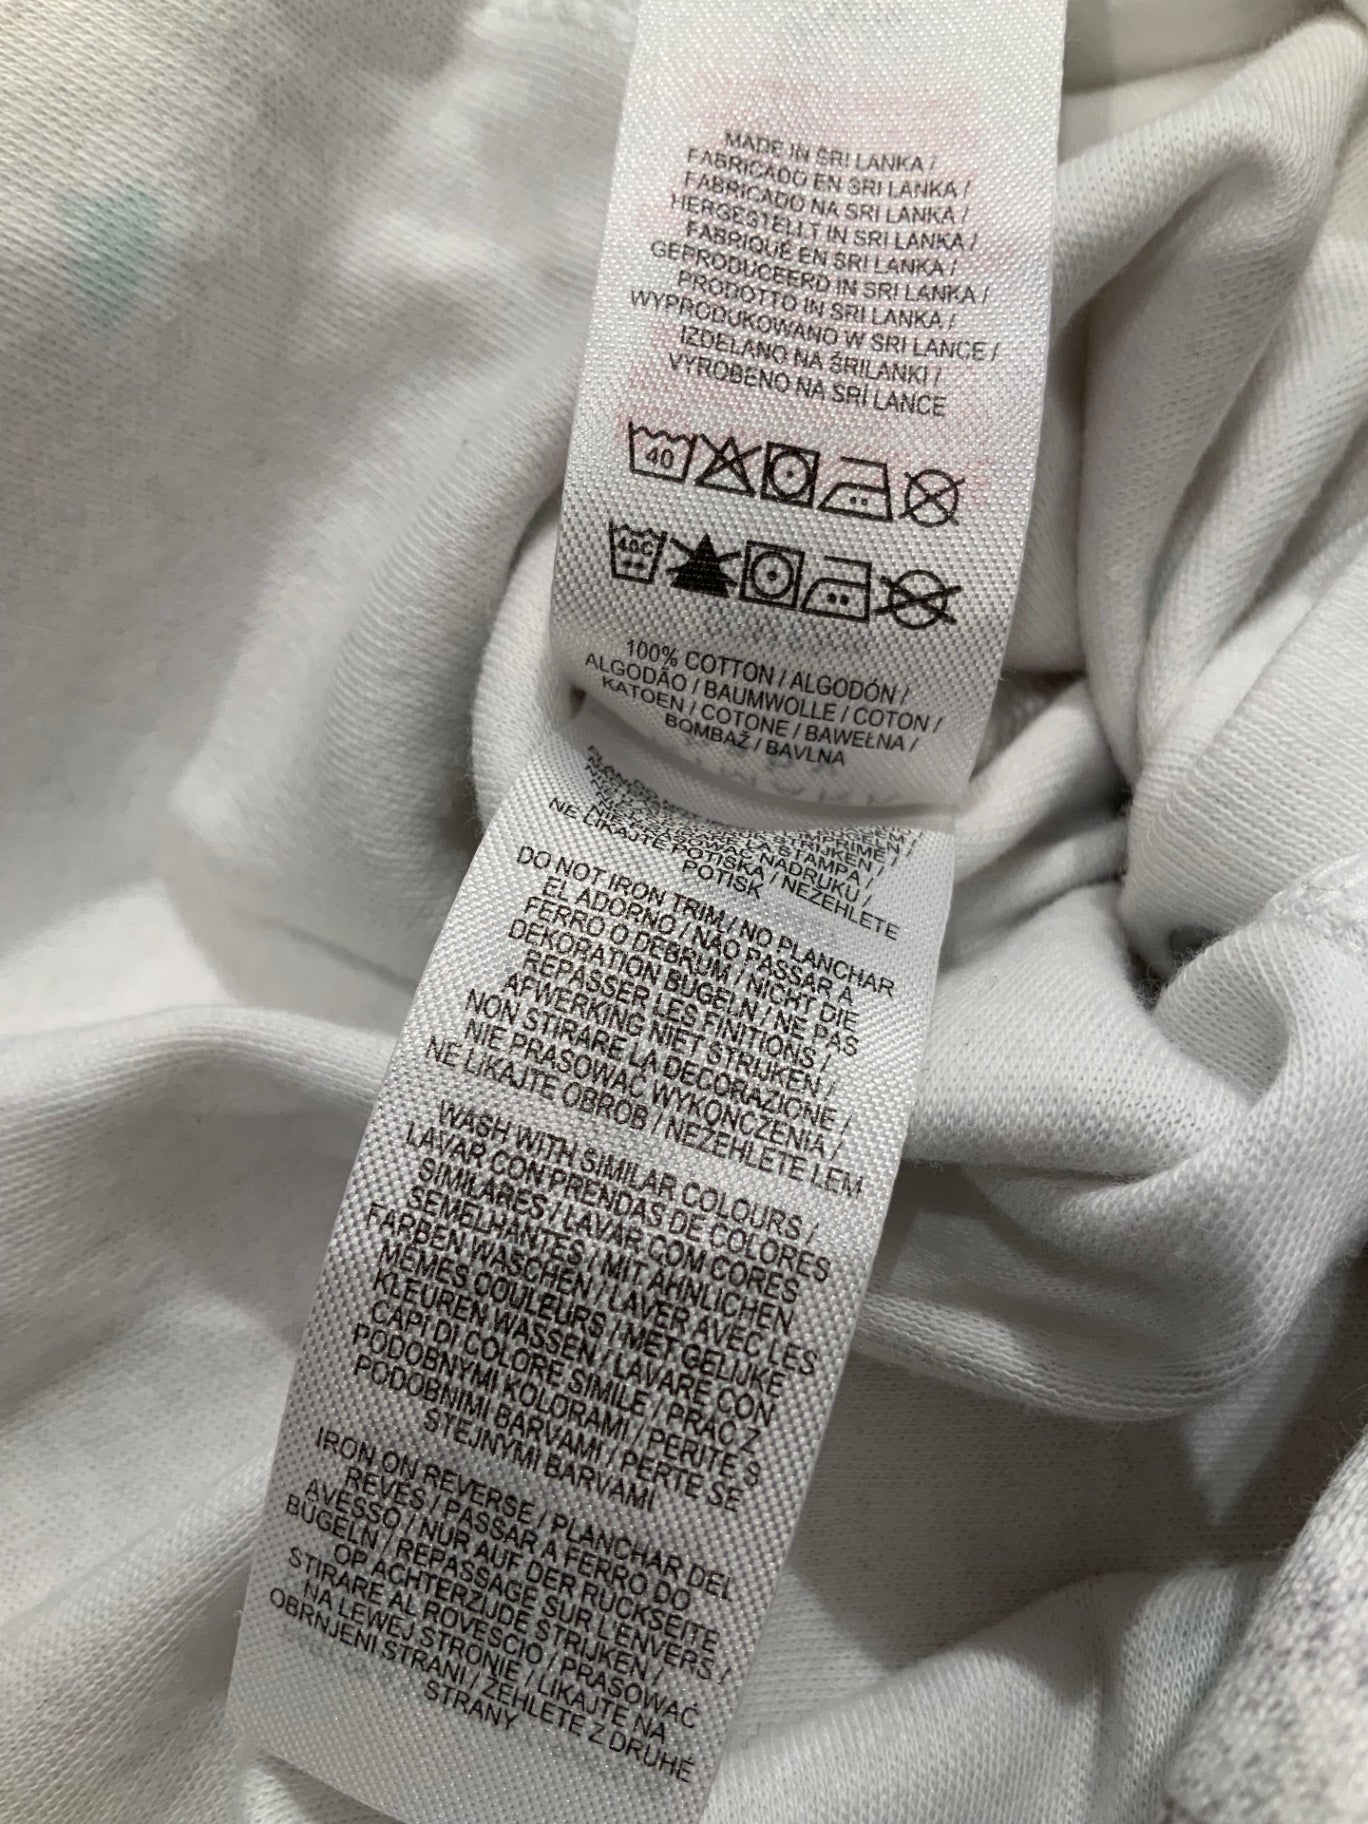 MADE IN SRI LANKA /
FABRICADO EN SRI LANKA /
FABRICADO NA SRI LANKA /
HERGESTELLT IN SRI LANKA /
FABRIQUÉ EN SRI LANKA /
GEPRODUCEERD IN SRI LANKA /
PRODOTTO IN SRI LANKA /
WYPRODUKOWANO W SRI LANCE /
IZDELANO NA ŠRILANKI /
VYROBENO NA SRÍ LANCE
40
40C
100% COTTON / ALGODÓN /
ALGODÃO / BAUMWOLLE / COTON /
KATOEN / COTONE / BAWEŁNA /
BOMBAŽ / BAVLNA
BÜGELN /
IMPRIMÉ /
STRIJKEN /
LA STAMPA /
NADRUKU /
NE LIKAJTE POTISKA / NEŽEHLETE
POTISK
DO NOT IRON TRIM / NO PLANCHAR
EL ADORNO / NÃO PASSAR A
FERRO O DEBRUM / NICHT DIE
DEKORATION BÜGELN / NE PAS
REPASSER LES FINITIONS /
AFWERKING NIET STRIJKEN /
NON STIRARE LA DECORAZIONE /
NIE PRASOWAĆ WYKOŃCZENIA /
NE LIKAJTE OBROB / NEŽEHLETE LEM
WASH WITH SIMILAR COLOURS /
LAVAR CON PRENDAS DE COLORES
SIMILARES / LAVAR COM CORES
SEMELHANTES / MIT ÄHNLICHEN
FARBEN WASCHEN / LAVER AVEC LES
MÊMES COULEURS / MET GELIJKE
KLEUREN WASSEN / LAVARE CON
CAPI DI COLORE SIMILE / PRAĆ Z
PODOBNYMI KOLORAMI / PERITE S
PODOBNIMI BARVAMI / PERTE SE
STEJNÝMI BARVAMI
IRON ON REVERSE / PLANCHAR DEL
REVÉS / PASSAR A FERRO DO
AVESSO / NUR AUF DER RÜCKSEITE
BÜGELN / REPASSAGE SUR L'ENVERS /
OP ACHTERZIJDE STRIJKEN /
STIRARE AL ROVESCIO / PRASOWAĆ
NA LEWEJ STRONIE / LIKAJTE NA
OBRNJENI STRANI / ŽEHLETE Z DRUHÉ
STRANY